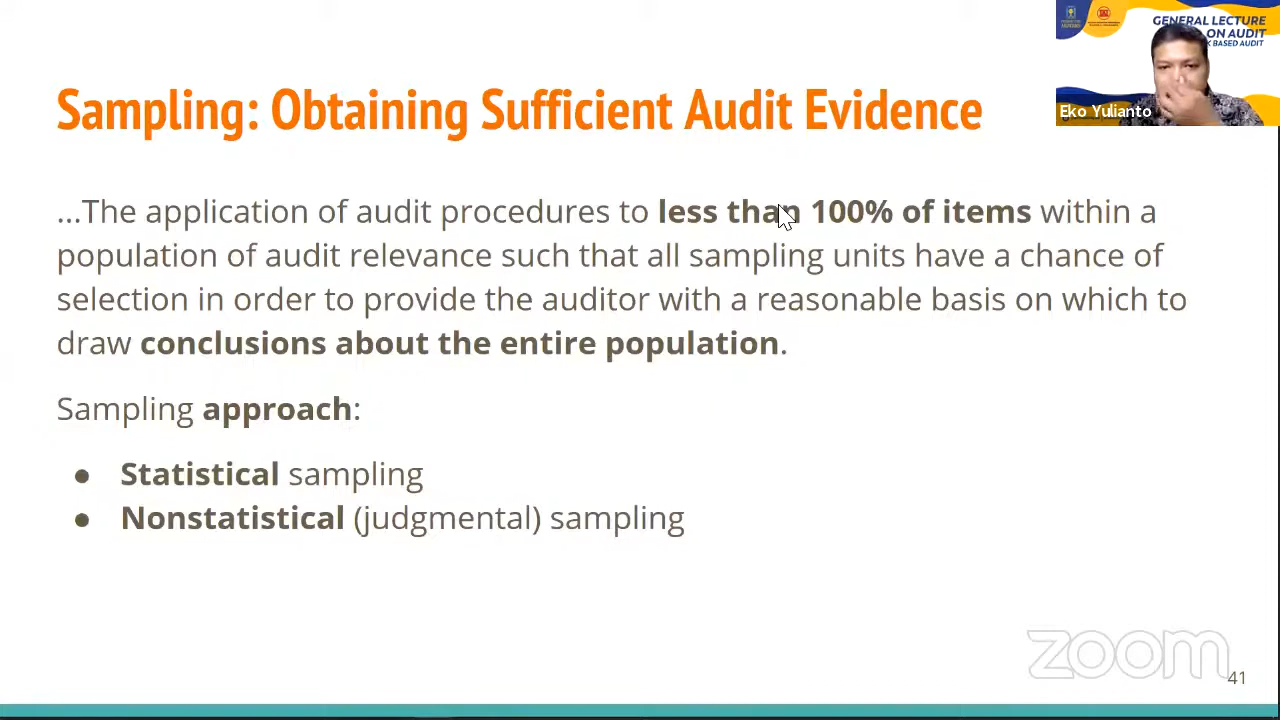 GENERAL LECTURE
ON AUDIT
BASED AUDIT
Eko Yulianto
Sampling: Obtaining Sufficient Audit Evidence
...The application of audit procedures to less than 100% of items within a
population of audit relevance such that all sampling units have a chance of
selection in order to provide the auditor with a reasonable basis on which to
draw conclusions about the entire population.
Sampling approach:
● Statistical sampling
● Nonstatistical (judgmental) sampling
zoom
41